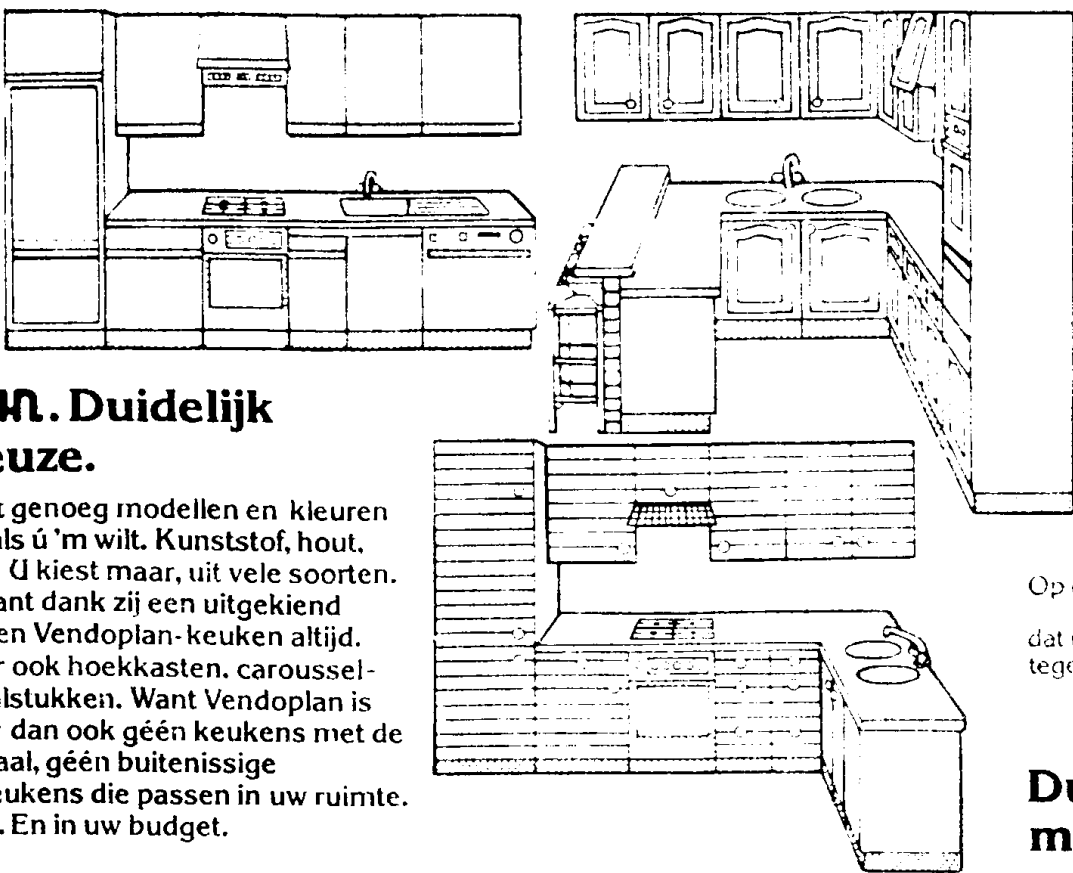 Duidelijk
euze.
t genoeg modellen en kleuren
als ú 'm wilt. Kunststof, hout,
U kiest maar, uit vele soorten.
ant dank zij een uitgekiend
en Vendoplan-keuken altijd.
r ook hoekkasten, caroussel-
elstukken. Want Vendoplan is
r dan ook géén keukens met de
aal, géén buitenissige
eukens die passen in uw ruimte.
. En in uw budget.
Op
dat
tege
Du
m